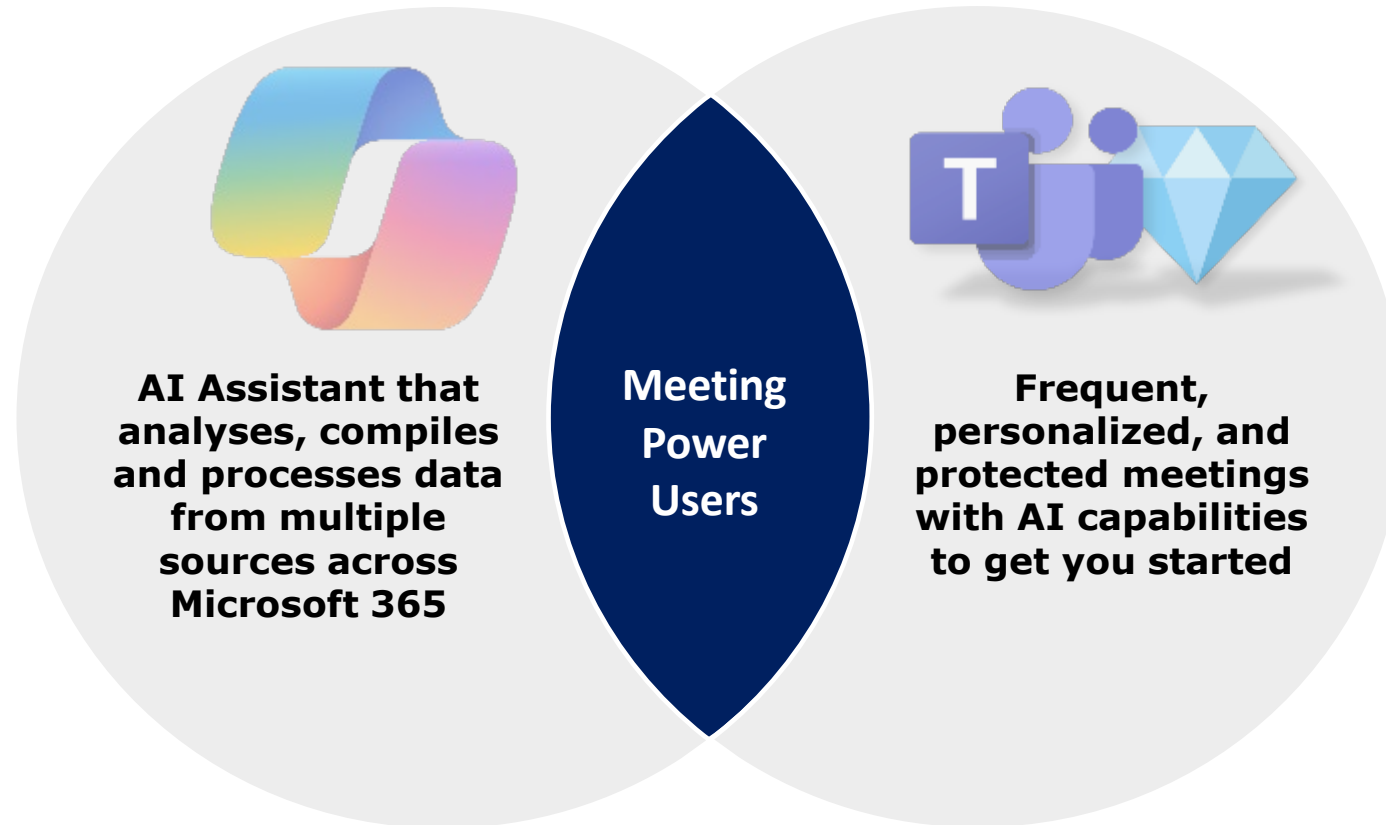 AI Assistant that
analyses, compiles
and processes data
from multiple
sources across
Microsoft 365
Meeting
Power
Users
T
Frequent,
personalized, and
protected meetings
with AI capabilities
to get you started